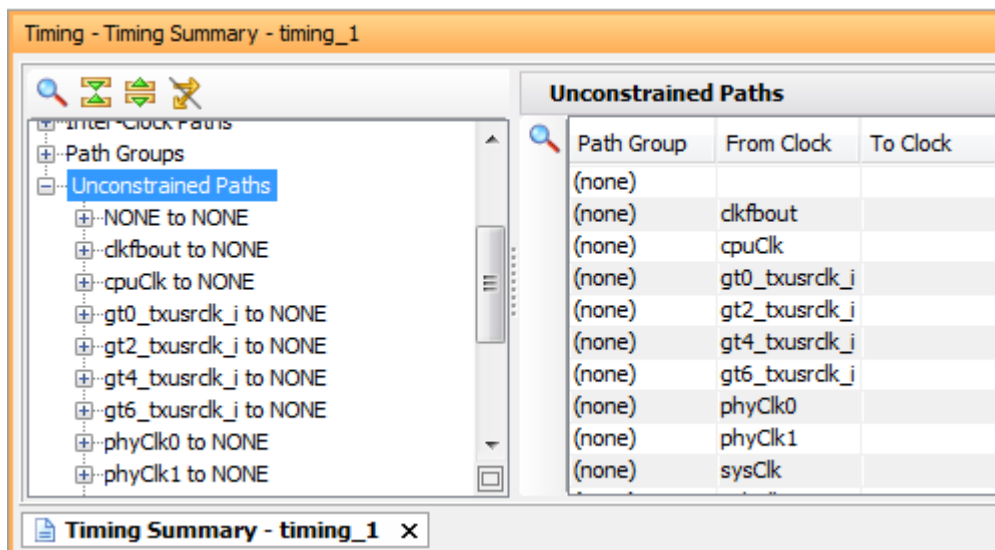 Timing - Timing Summary - timing_1
Inter-Clock Paths
Path Groups
Unconstrained Paths
NONE to NONE
clkfbout to NONE
cpuClk to NONE
gt0_txusrclk_i to NONE
gt2_txusrclk_i to NONE
gt4_txusrclk_i to NONE
gt6_txusrclk_i to NONE
phyClk0 to NONE
phyClk1 to NONE
Unconstrained Paths
Path Group From Clock To Clock
(none)
(none) clkfbout
(none) cpuClk
(none) gt0_txusrclk_i
(none) gt2_txusrclk_i
(none) gt4_txusrclk_i
(none) gt6_txusrclk_i
(none) phyClk0
(none) phyClk1
(none) sysClk
Timing Summary - timing_1